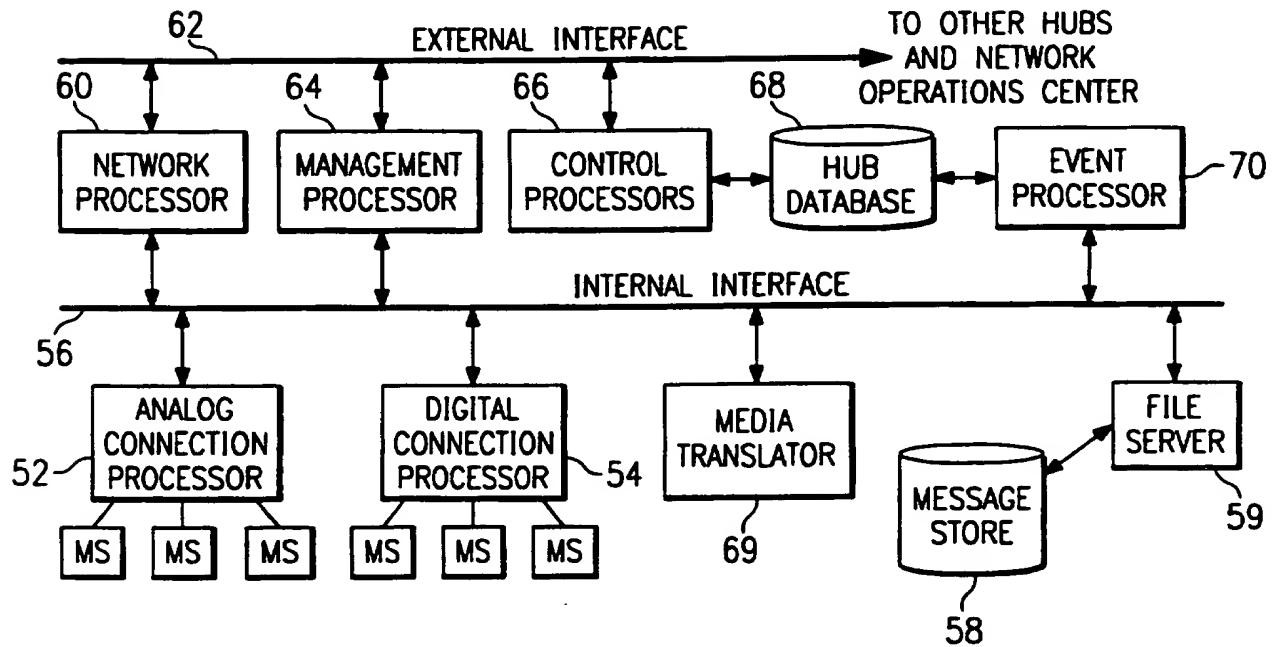 62
EXTERNAL INTERFACE
TO OTHER HUBS
AND NETWORK
OPERATIONS CENTER
60
64
66
68
NETWORK
PROCESSOR
MANAGEMENT
PROCESSOR
CONTROL
PROCESSORS
HUB
DATABASE
EVENT
PROCESSOR
70
INTERNAL INTERFACE
56
ANALOG
CONNECTION
PROCESSOR
52
DIGITAL
CONNECTION
PROCESSOR
54
MEDIA
TRANSLATOR
69
FILE
SERVER
59
MESSAGE
STORE
58
MS
MS
MS
MS
MS
MS